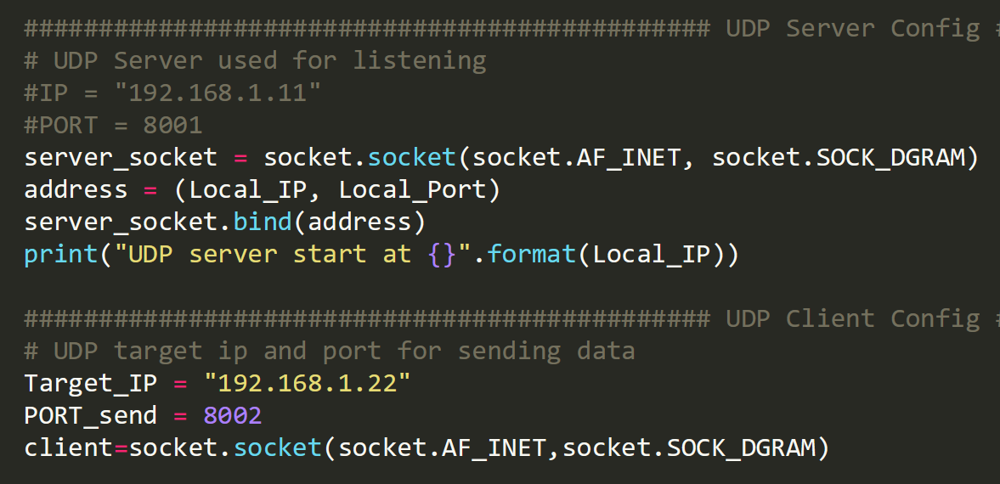 ############################################## UDP Server Config #
# UDP Server used for listening
#IP = "192.168.1.11"
#PORT = 8001
server_socket = socket.socket(socket.AF_INET, socket.SOCK_DGRAM)
address = (Local_IP, Local_Port)
server_socket.bind(address)
print("UDP server start at {}".format(Local_IP))

############################################## UDP Client Config #
# UDP target ip and port for sending data
Target_IP = "192.168.1.22"
PORT_send = 8002
client=socket.socket(socket.AF_INET,socket.SOCK_DGRAM)